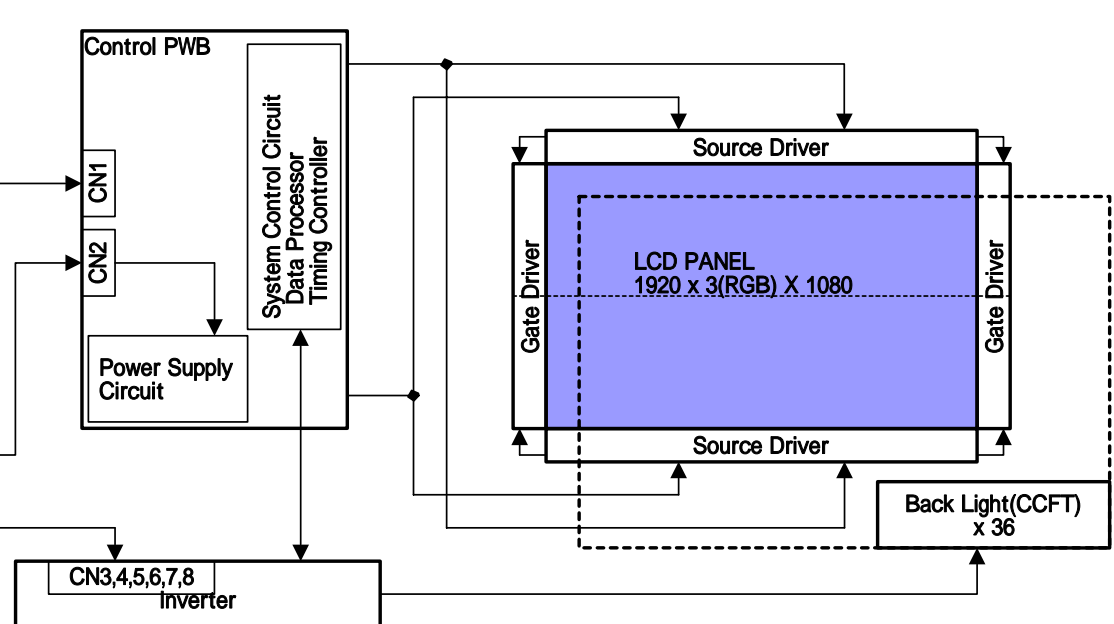 Control PWB
System Control Circuit
Data Processor
Timing Controller
CN1
CN2
Power Supply
Circuit
Source Driver
Gate Driver
LCD PANEL
1920 x 3(RGB) X 1080
Gate Driver
Source Driver
Back Light(CCFT)
x 36
CN3,4,5,6,7,8
Inverter